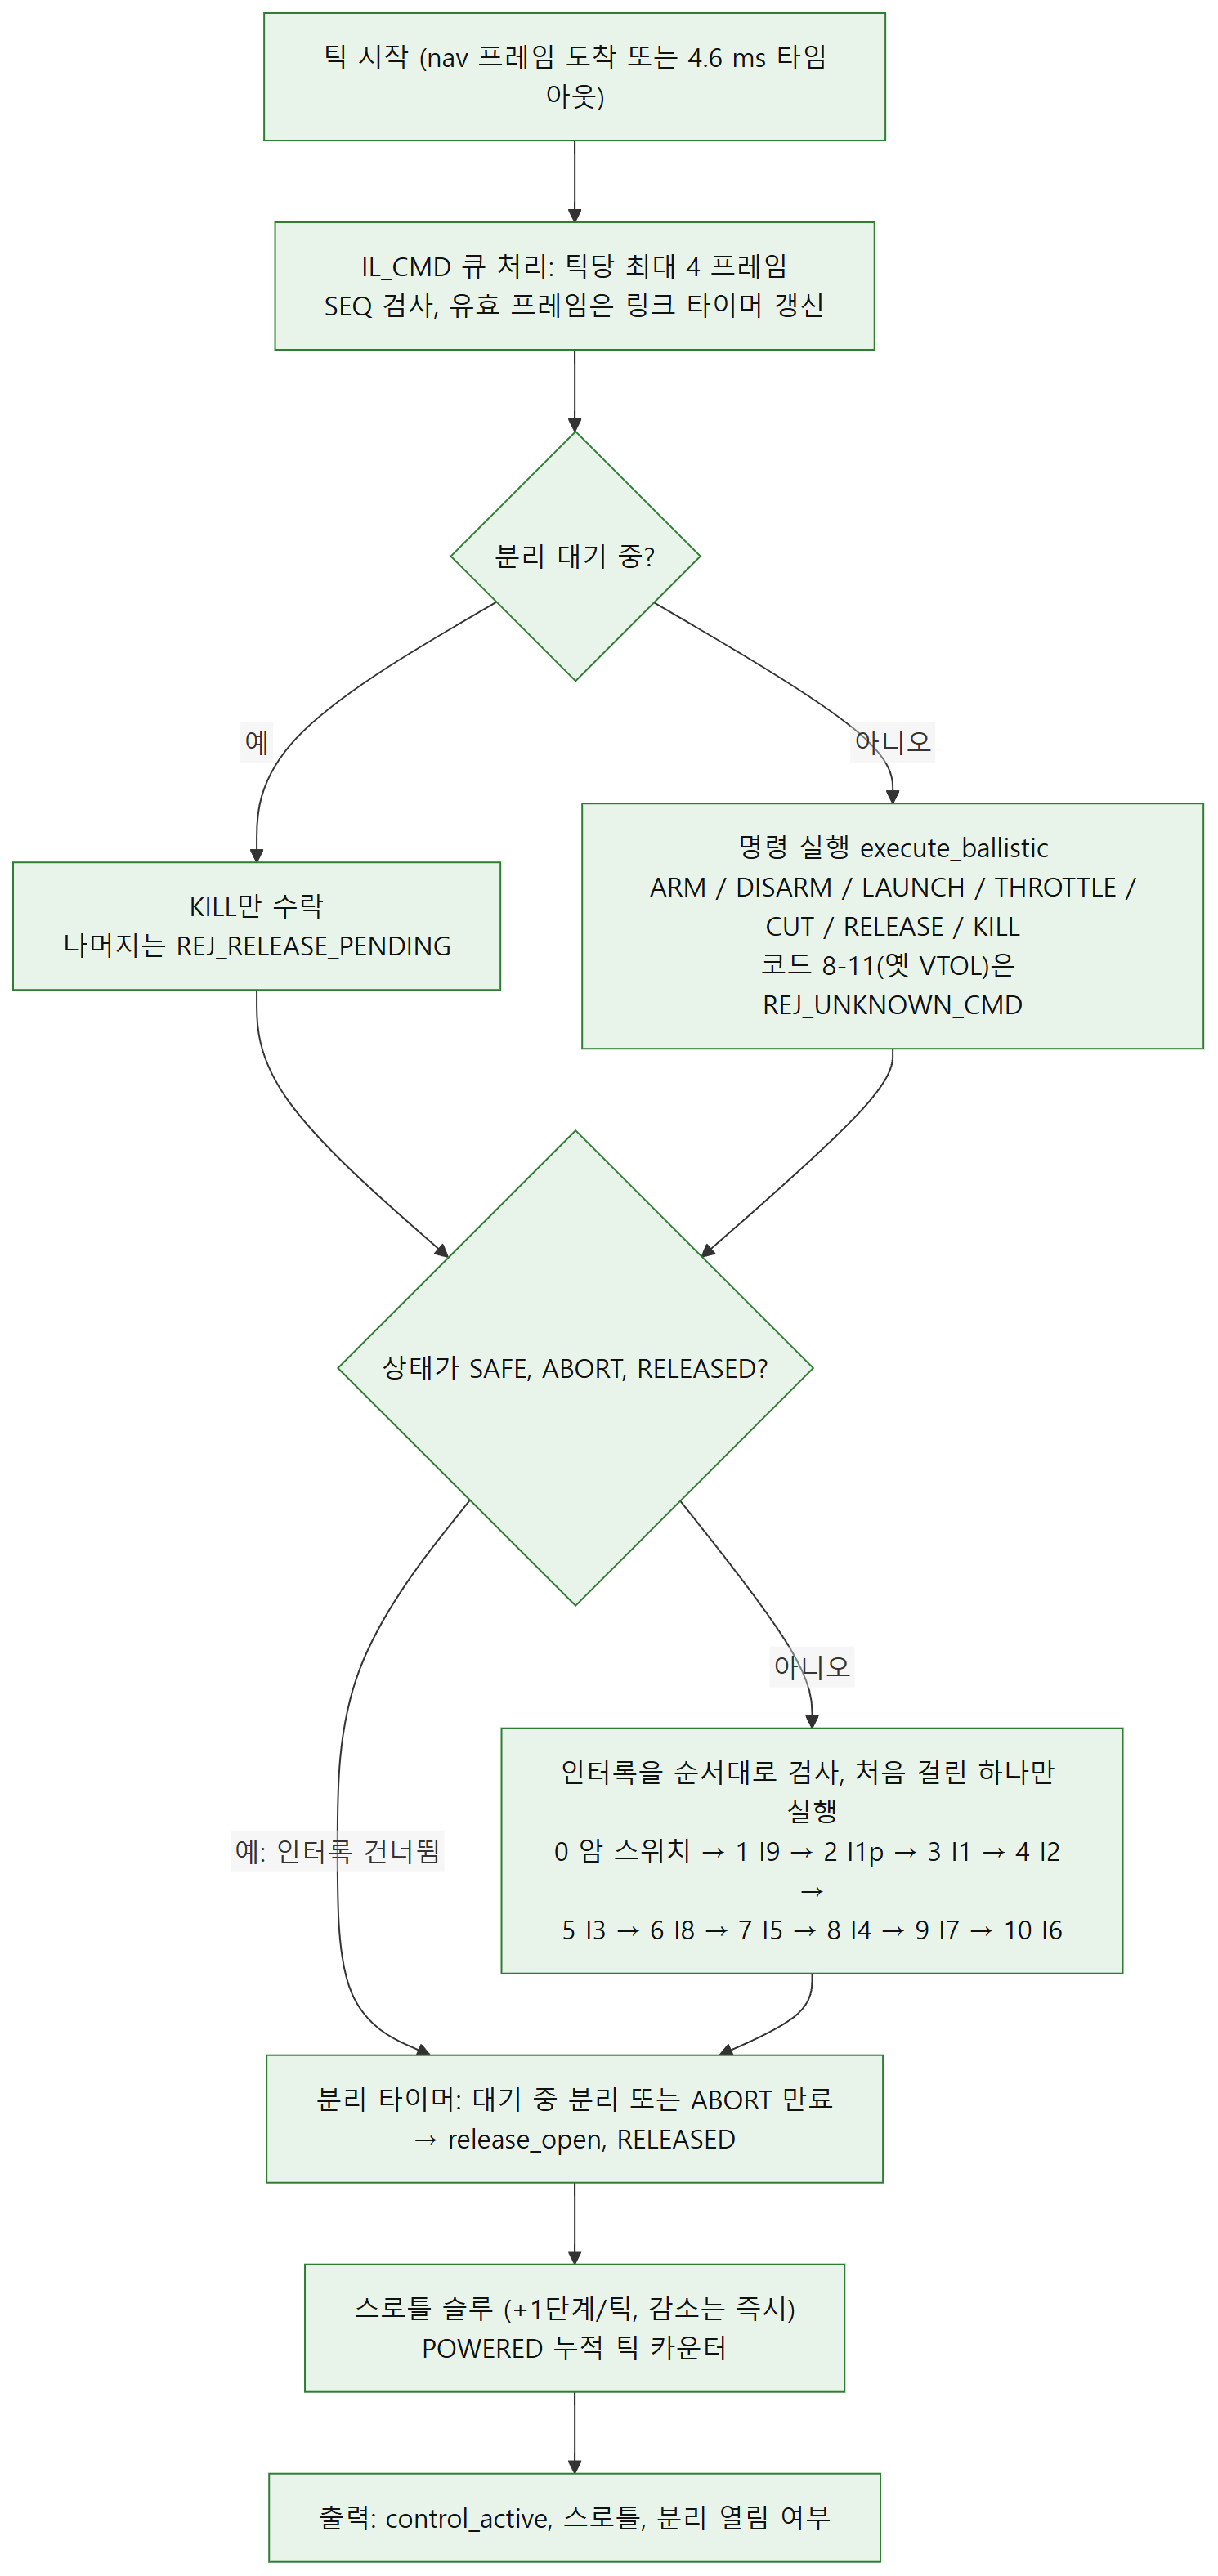 틱 시작 (nav 프레임 도착 또는 4.6 ms 타임
아웃)
IL_CMD 큐 처리: 틱당 최대 4 프레임
SEQ 검사, 유효 프레임은 링크 타이머 갱신
분리 대기 중?
예
아니오
KILL만 수락
나머지는 REJ_RELEASE_PENDING
명령 실행 execute_ballistic
ARM / DISARM / LAUNCH / THROTTLE /
CUT / RELEASE / KILL
코드 8-11(옛 VTOL)은
REJ_UNKNOWN_CMD
상태가 SAFE, ABORT, RELEASED?
아니오
예: 인터록 건너뜀
인터록을 순서대로 검사, 처음 걸린 하나만
실행
0 암 스위치 → 1 I9 → 2 I1p → 3 I1 → 4 I2
→
5 I3 → 6 I8 → 7 I5 → 8 I4 → 9 I7 → 10 I6
분리 타이머: 대기 중 분리 또는 ABORT 만료
→ release_open, RELEASED
스로틀 슬루 (+1단계/틱, 감소는 즉시)
POWERED 누적 틱 카운터
출력: control_active, 스로틀, 분리 열림 여부